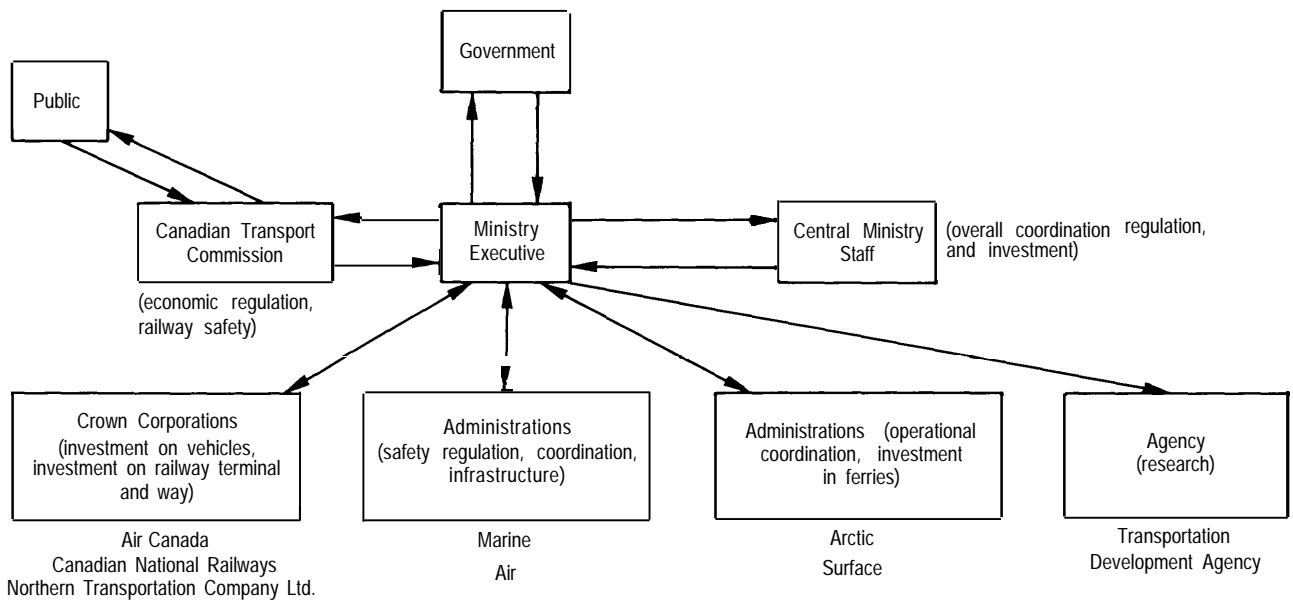 Government
Public
Canadian Transport
Commission
(economic regulation,
railway safety)
Ministry
Executive
Central Ministry
Staff
(overall coordination regulation,
and investment)
Crown Corporations
(investment on vehicles,
investment on railway terminal
and way)
Air Canada
Canadian National Railways
Northern Transportation Company Ltd.
Administrations
(safety regulation, coordination,
infrastructure)
Marine
Air
Administrations (operational
coordination, investment
in ferries)
Arctic
Surface
Agency
(research)
Transportation
Development Agency